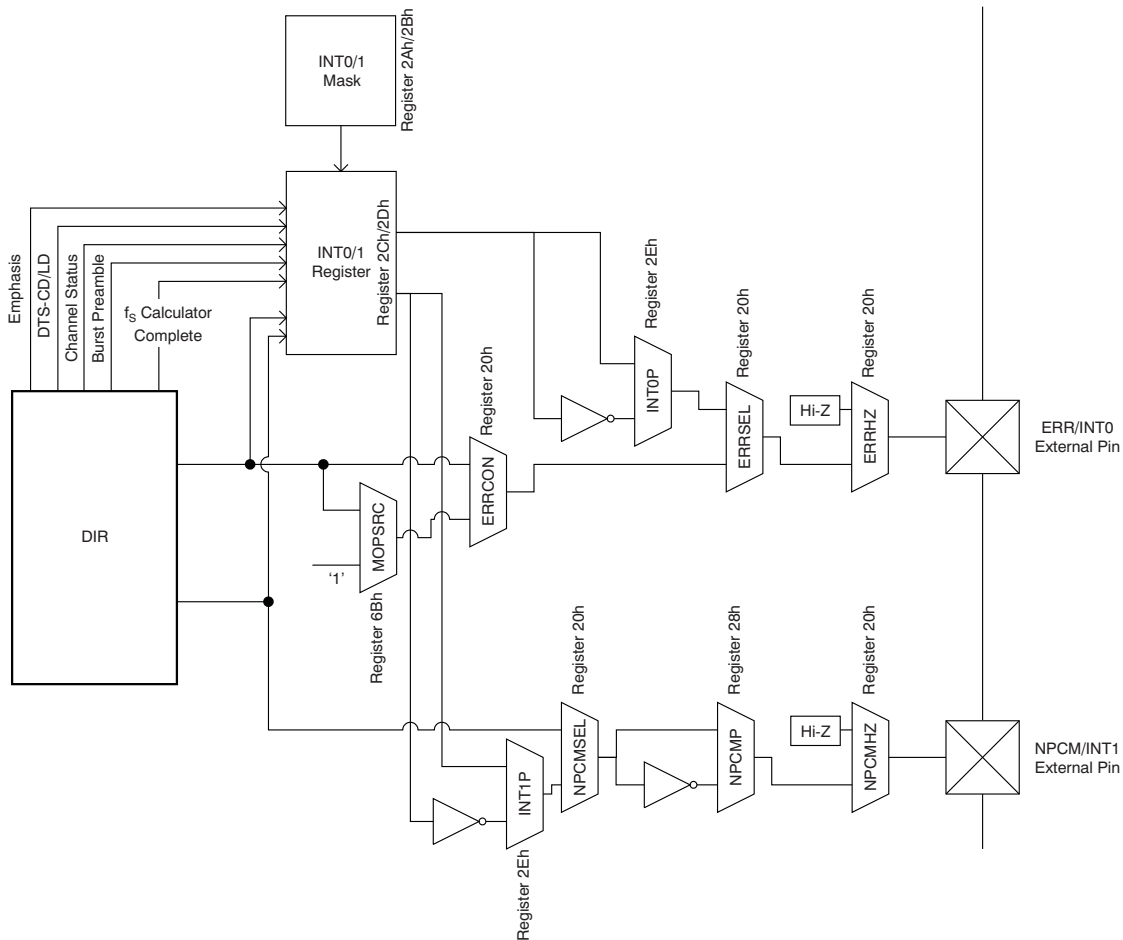 INT0/1
Mask
Register 2Ah/2Bh
Emphasis
DTS-CD/LD
Channel Status
Burst Preamble
fS Calculator
Complete
INT0/1
Register
Register 2Ch/2Dh
DIR
Register 20h
ERRCON
MOPSRC
'1'
Register 6Bh
Register 2Eh
INT0P
Register 20h
ERRSEL
Register 20h
Hi-Z
ERRHZ
ERR/INT0
External Pin
Register 20h
NPCMSEL
INT1P
Register 2Eh
Register 28h
NPCMP
Register 20h
Hi-Z
NPCMHZ
NPCM/INT1
External Pin